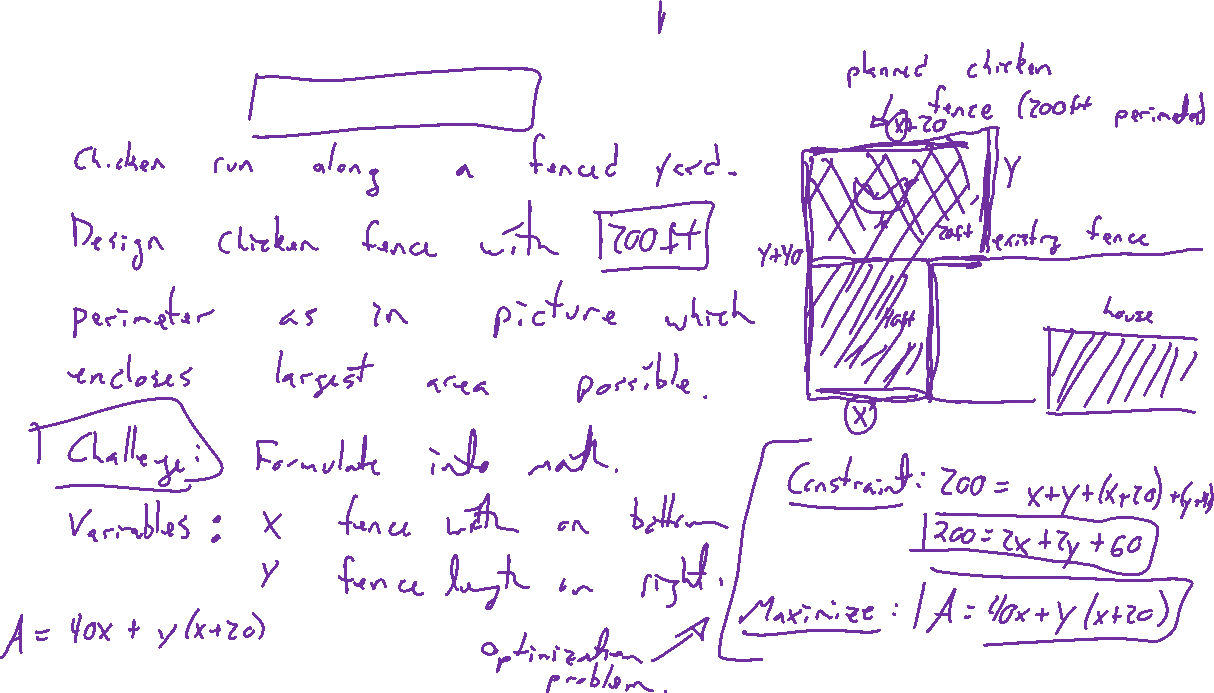 planned chicken
fence (200ft perimeter)
x+20
Chicken run along a fenced yard.
Y
Design chicken fence with 200ft
20ft existing fence
Y+40
perimeter as in picture which
40ft
house
encloses largest area possible.
X
Challenge: Formulate into math.
Constraint: 200 = x+y+(x+20)
200 = 2x + 2y + 60
Variables: X fence width on bottom
Y fence length on right.
Maximize: A = 40x + y (x+20)
A = 40x + y(x+20)
Optimization
problem.